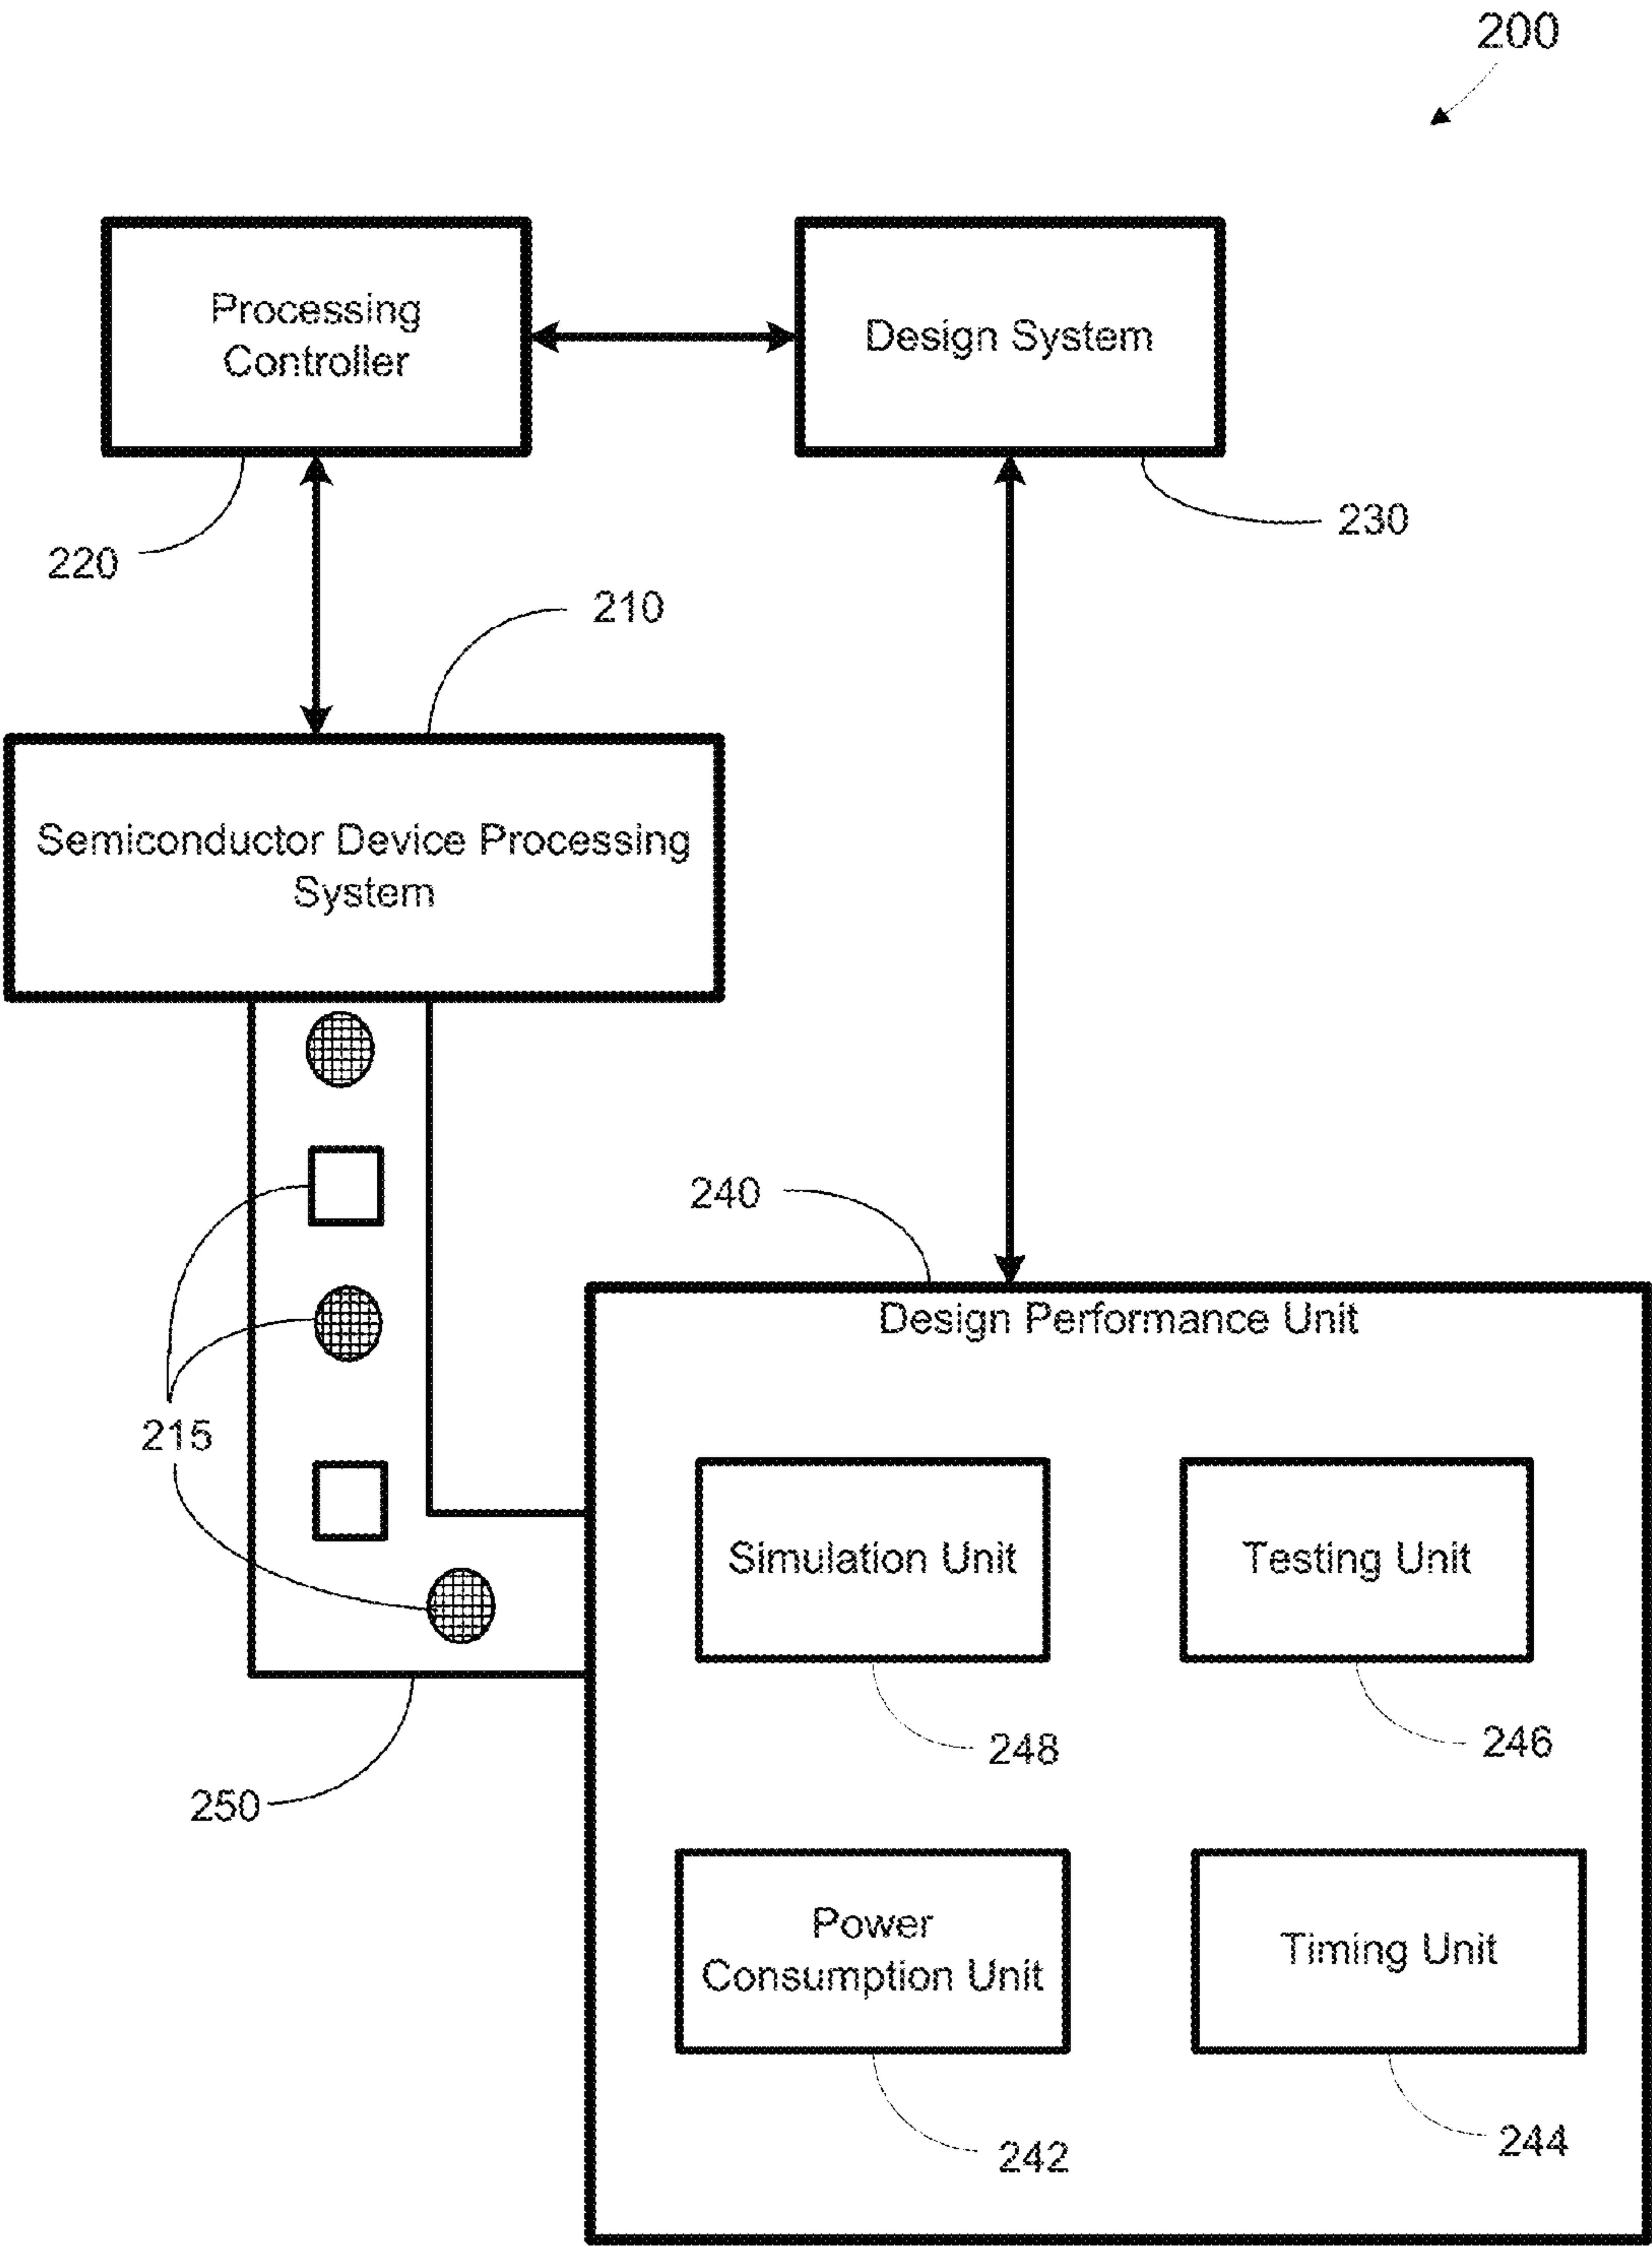 200
Processing
Controller
Design System
220
230
210
Semiconductor Device Processing
System
240
Design Performance Unit
215
Simulation Unit
Testing Unit
248
246
250
Power
Consumption Unit
Timing Unit
242
244